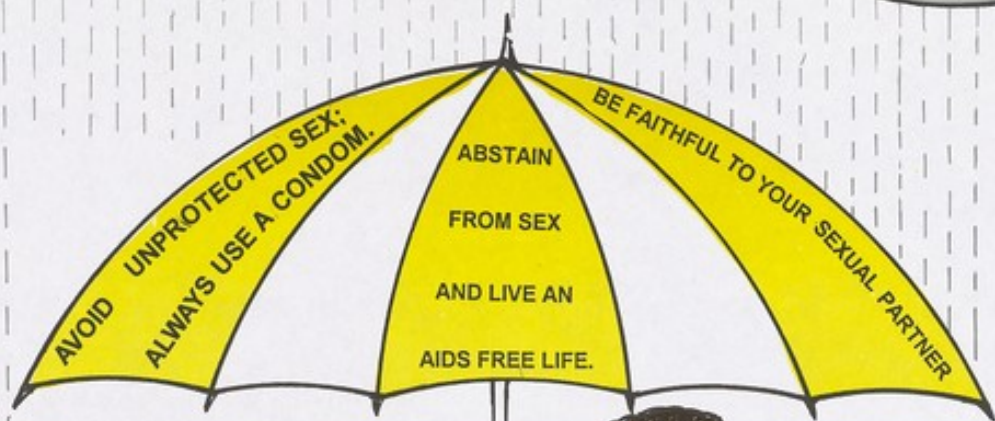 AVOID UNPROTECTED SEX;
ALWAYS USE A CONDOM.
ABSTAIN
FROM SEX
AND LIVE AN
AIDS FREE LIFE.
BE FAITHFUL TO YOUR SEXUAL PARTNER